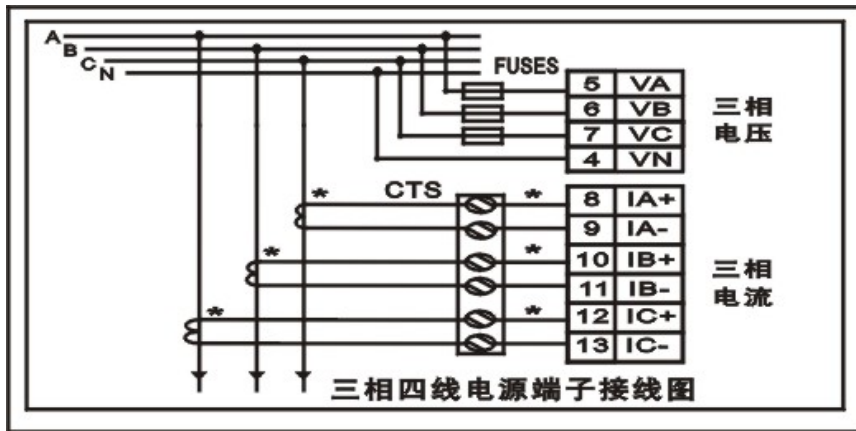 A
B
C
N
FUSES
5 VA
6 VB
7 VC
4 VN
三相
电压
* CTS *
8 IA+
9 IA-
* *
10 IB+
11 IB-
三相
电流
* *
12 IC+
13 IC-
三相四线电源端子接线图